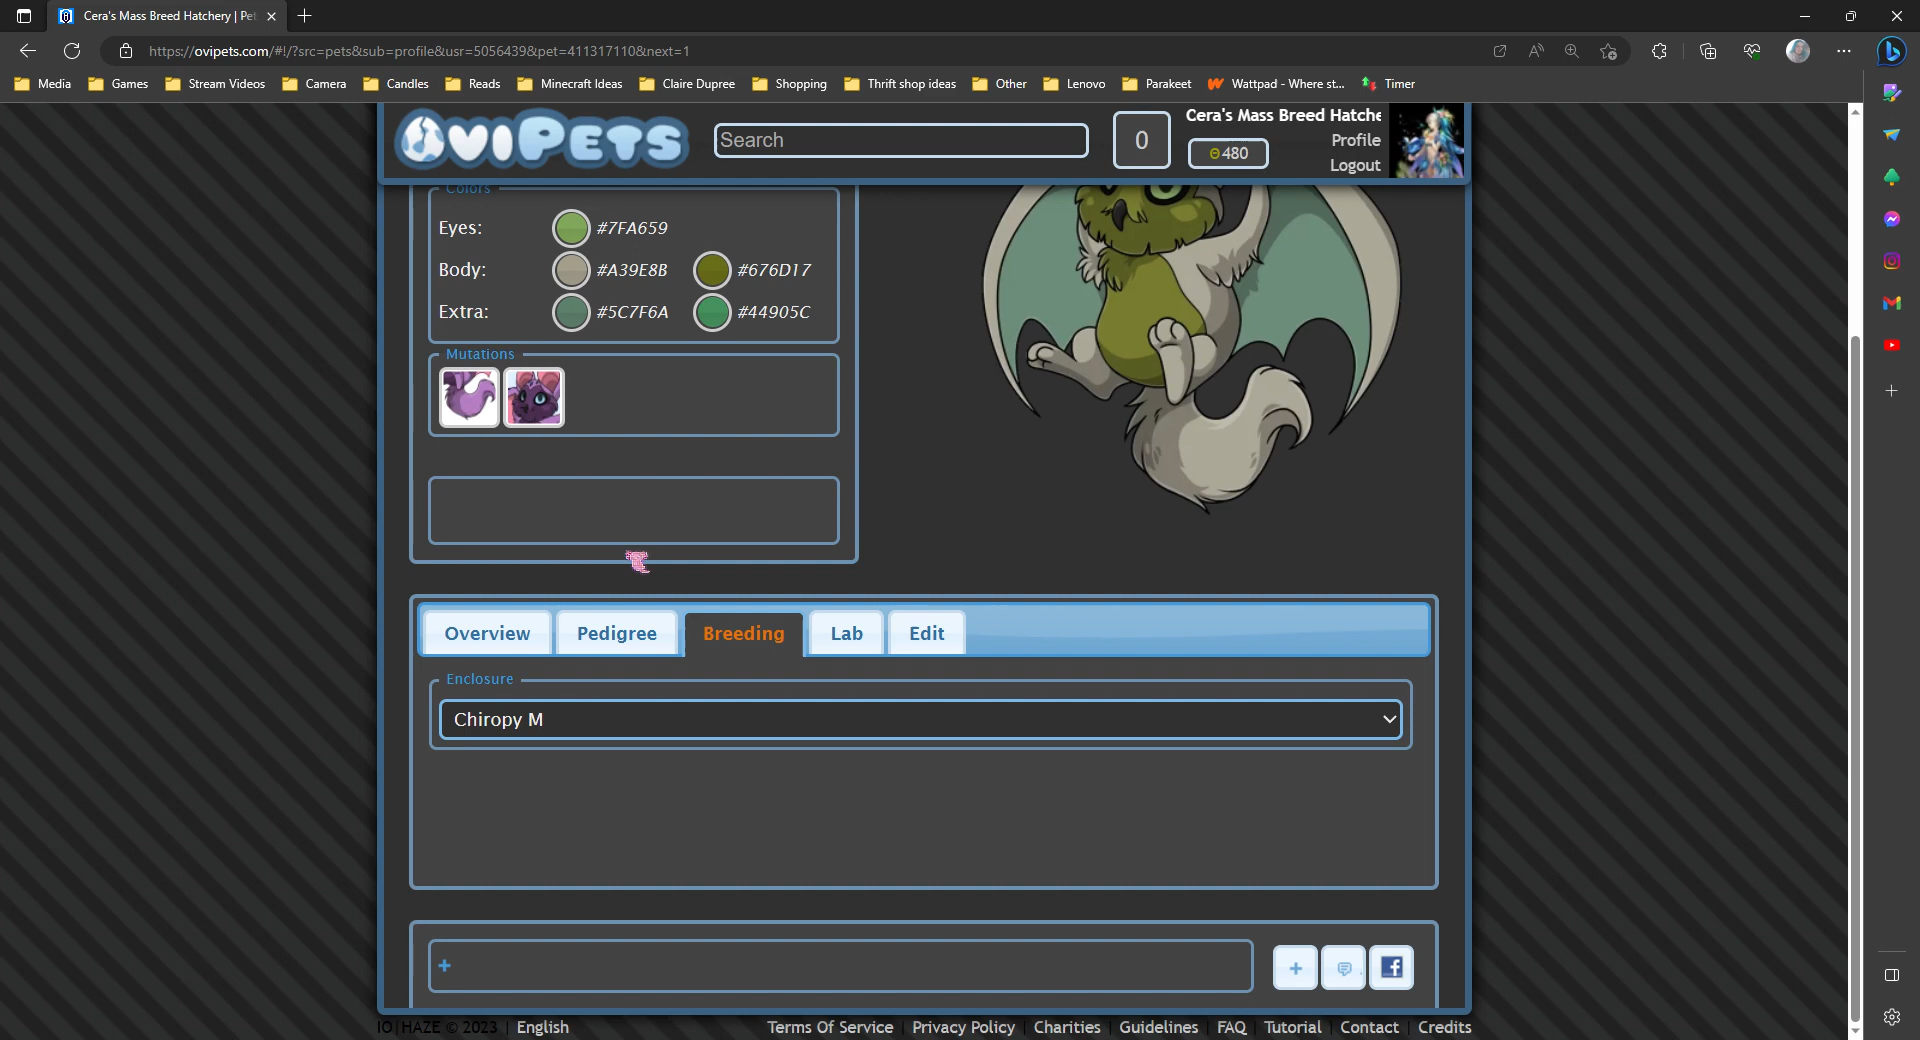 Cera's Mass Breed Hatchery | Pet
https://ovipets.com/#!/?src=pets&sub=profile&usr=5056439&pet=411317110&next=1
Media Games Stream Videos Camera Candles Reads Minecraft Ideas Claire Dupree Shopping Thrift shop ideas Other Lenovo Parakeet Wattpad - Where st... Timer
OviPets
Search
0
Cera's Mass Breed Hatche
480
Profile
Logout
Colors
Eyes: #7FA659
Body: #A39E8B #676D17
Extra: #5C7F6A #44905C
Mutations
Overview Pedigree Breeding Lab Edit
Enclosure
Chiropy M
IO|HAZE © 2023 English Terms Of Service Privacy Policy Charities Guidelines FAQ Tutorial Contact Credits